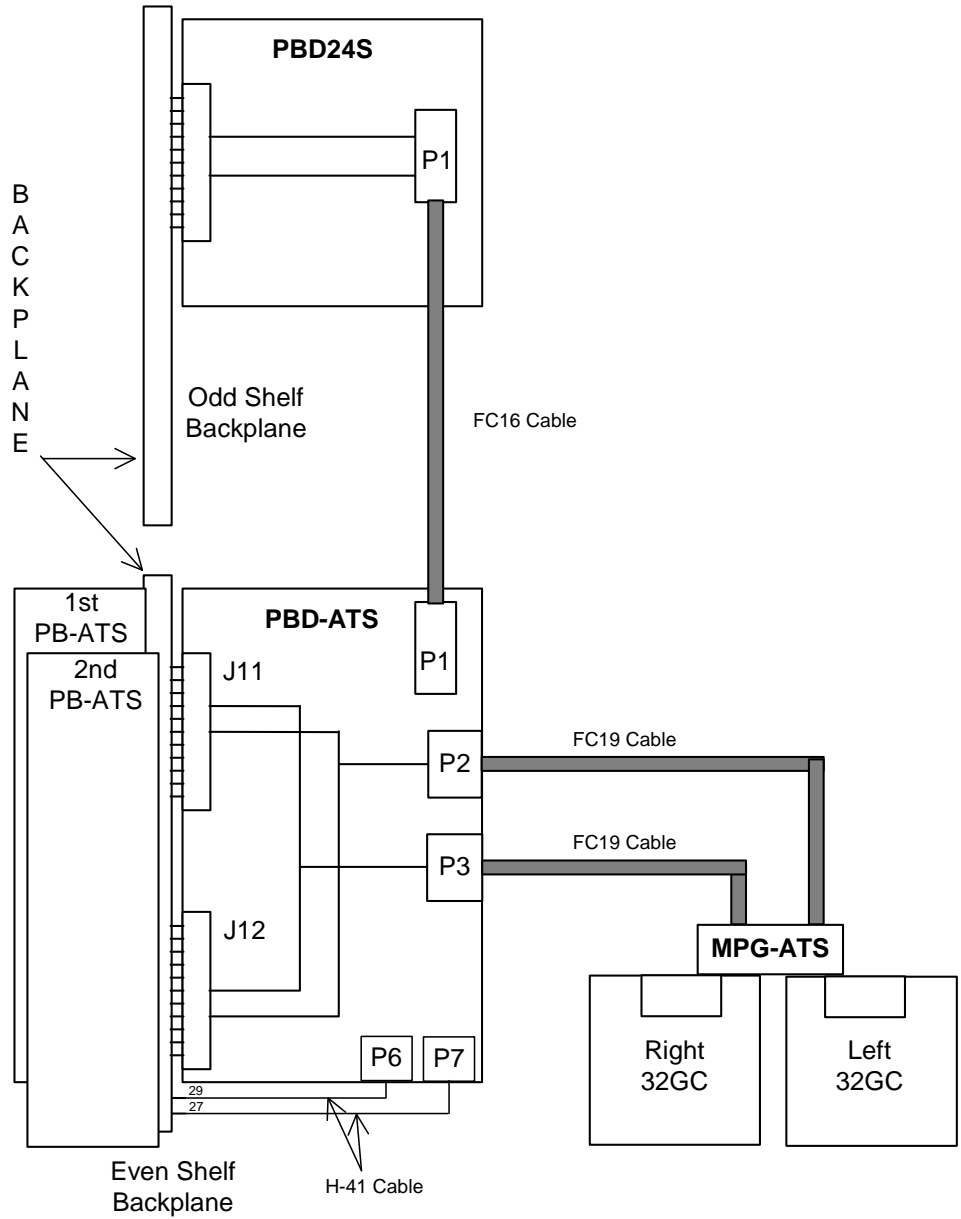 PBD24S
P1
B
A
C
K
P
L
A
N
E
Odd Shelf
Backplane
FC16 Cable
1st
PB-ATS
2nd
PB-ATS
PBD-ATS
P1
J11
P2
FC19 Cable
P3
FC19 Cable
J12
MPG-ATS
Right
32GC
Left
32GC
P6
P7
29
27
Even Shelf
Backplane
H-41 Cable